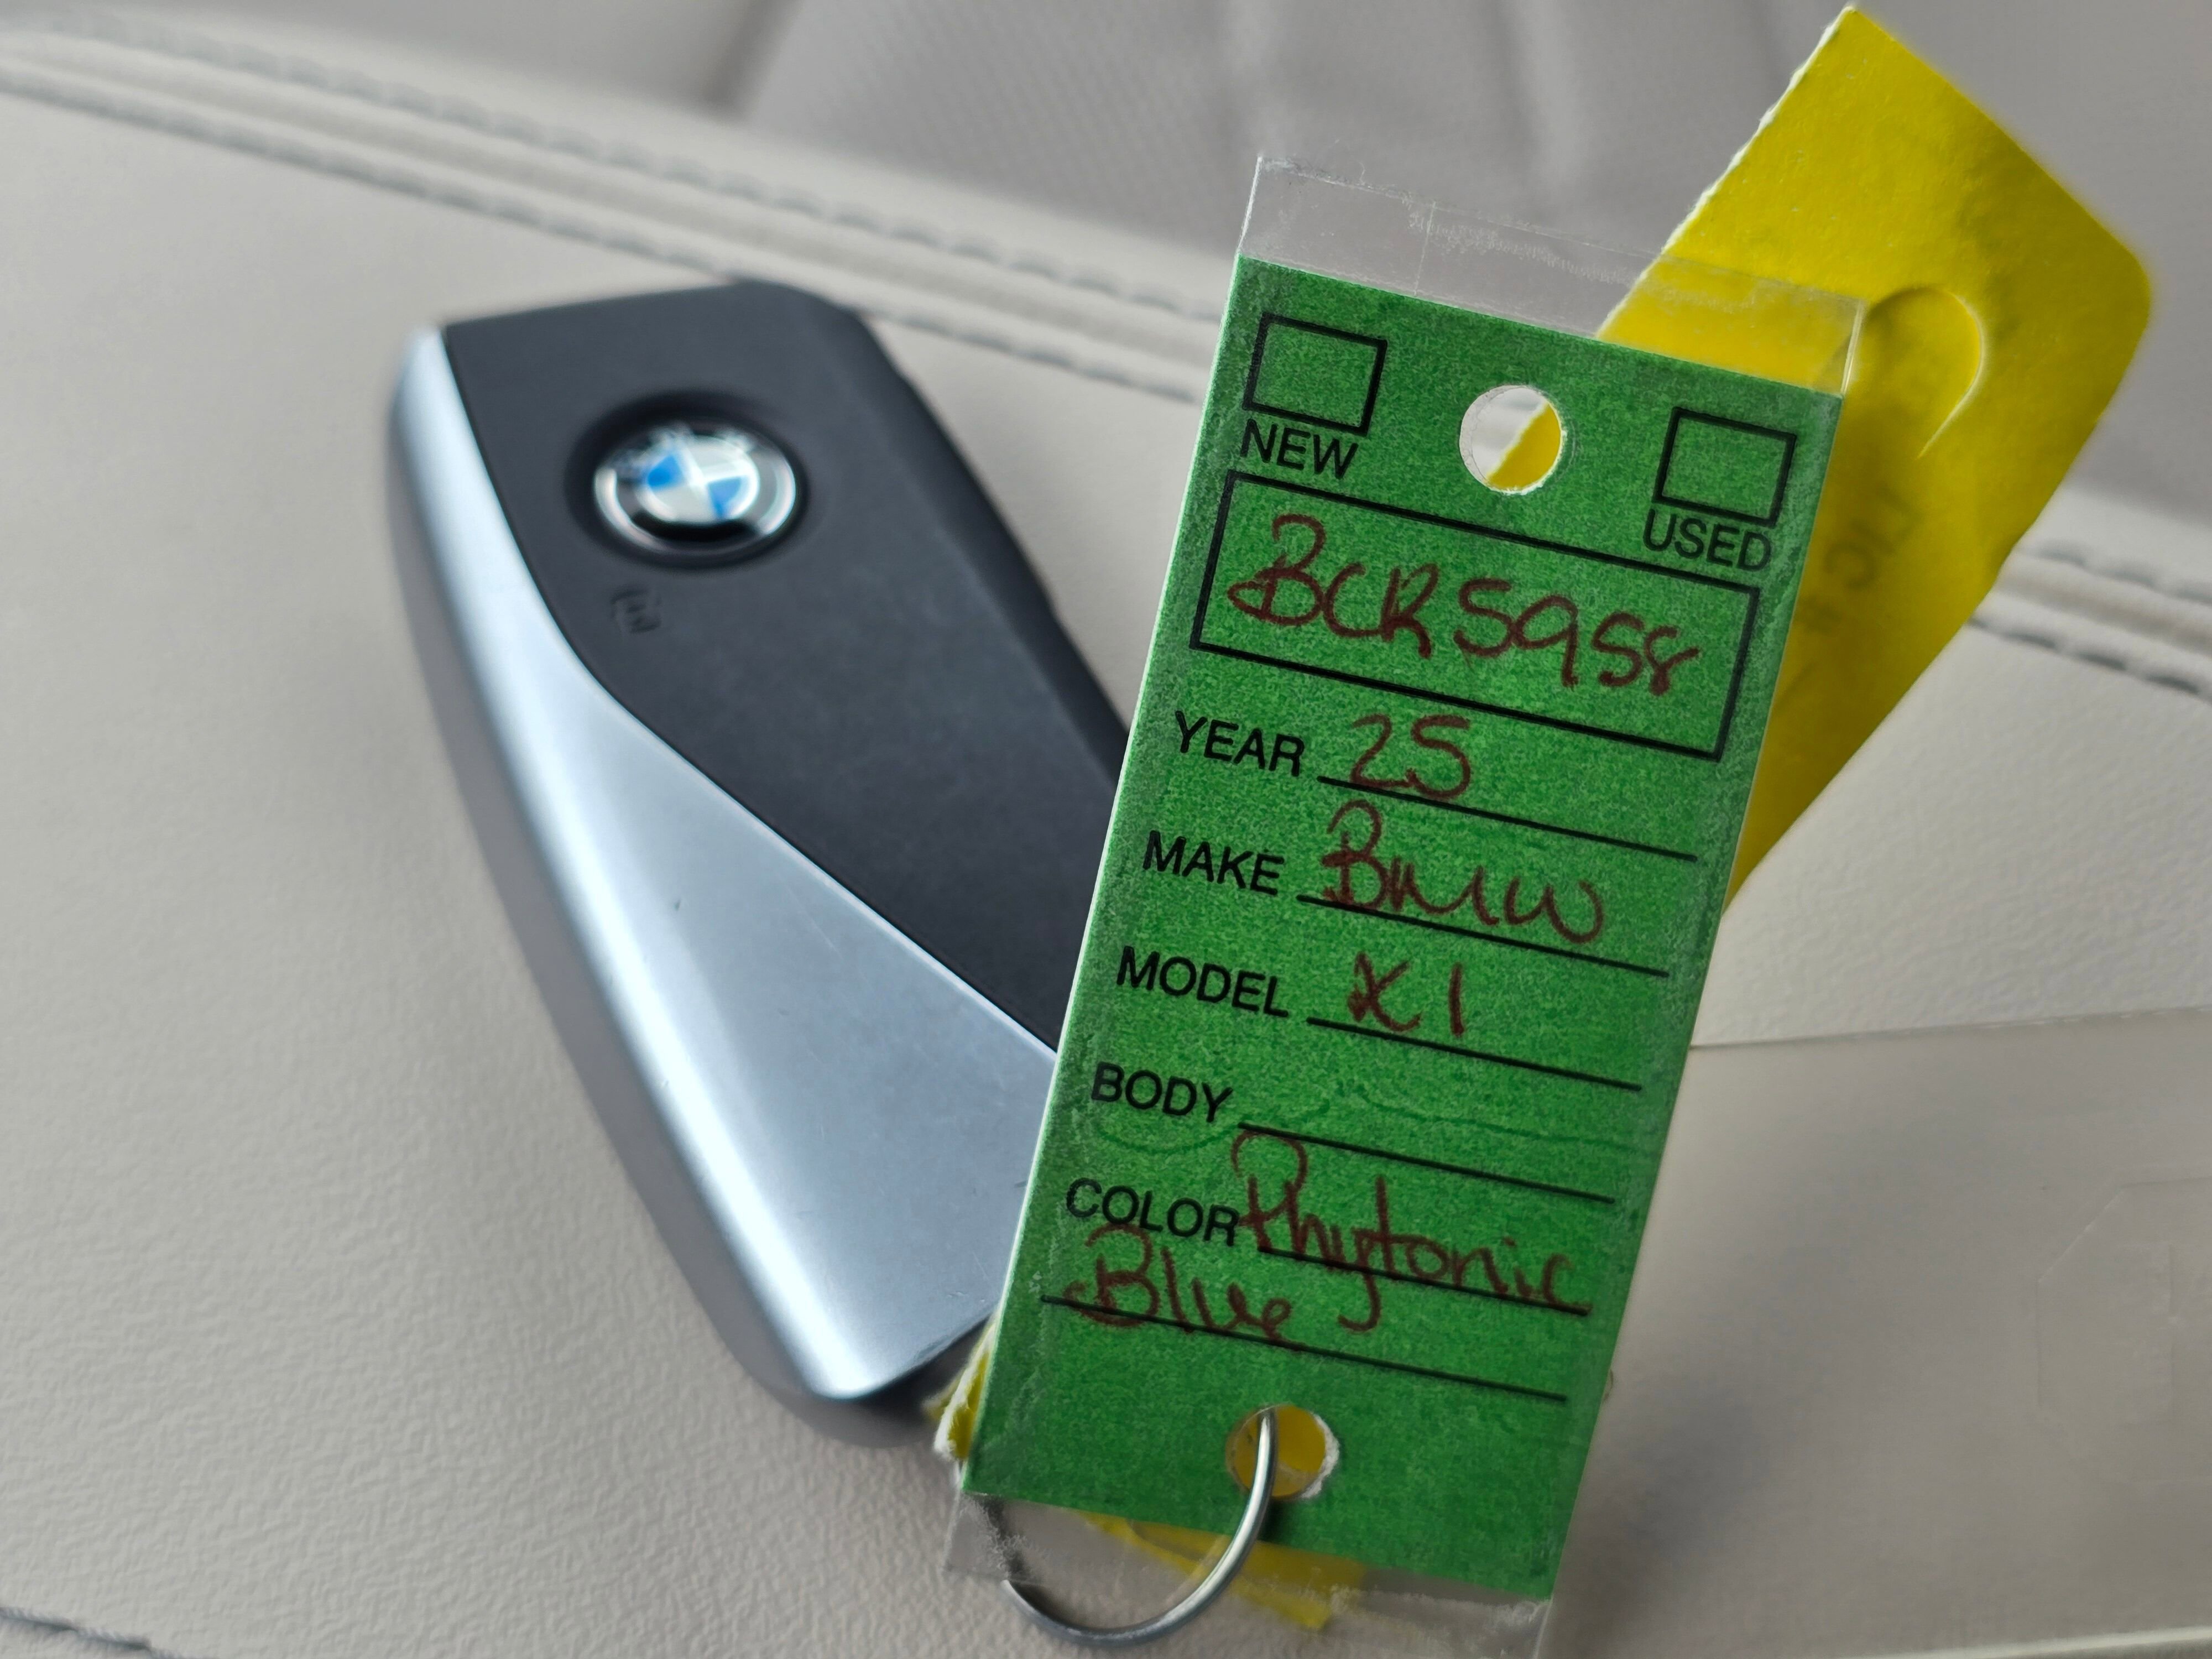 NEW
USED
BCR5958
YEAR 25
MAKE BMW
MODEL X1
BODY
COLOR Phytonic
Blue